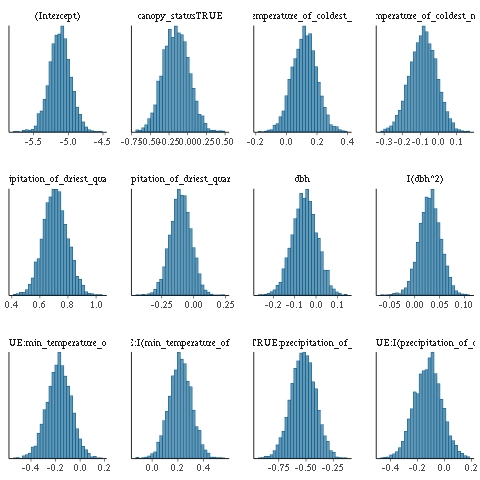 (Intercept)
canopy_statusTRUE
emperature_of_coldest_
mperature_of_coldest_n
-5.5 -5.0 -4.5
-0.75 -0.50 -0.25 0.00 0.25 0.50
-0.2 0.0 0.2 0.4
-0.3 -0.2 -0.1 0.0 0.1
ipitation_of_driest_qua
pitation_of_driest_quar
dbh
I(dbh^2)
0.4 0.6 0.8 1.0
-0.25 0.00 0.25
-0.2 -0.1 0.0 0.1
-0.05 0.00 0.05 0.10
UE:min_temperature_o
:I(min_temperature_of
TRUE:precipitation_of_
UE:I(precipitation_of_
-0.4 -0.2 0.0 0.2
0.0 0.2 0.4
-0.75 -0.50 -0.25
-0.4 -0.2 0.0 0.2